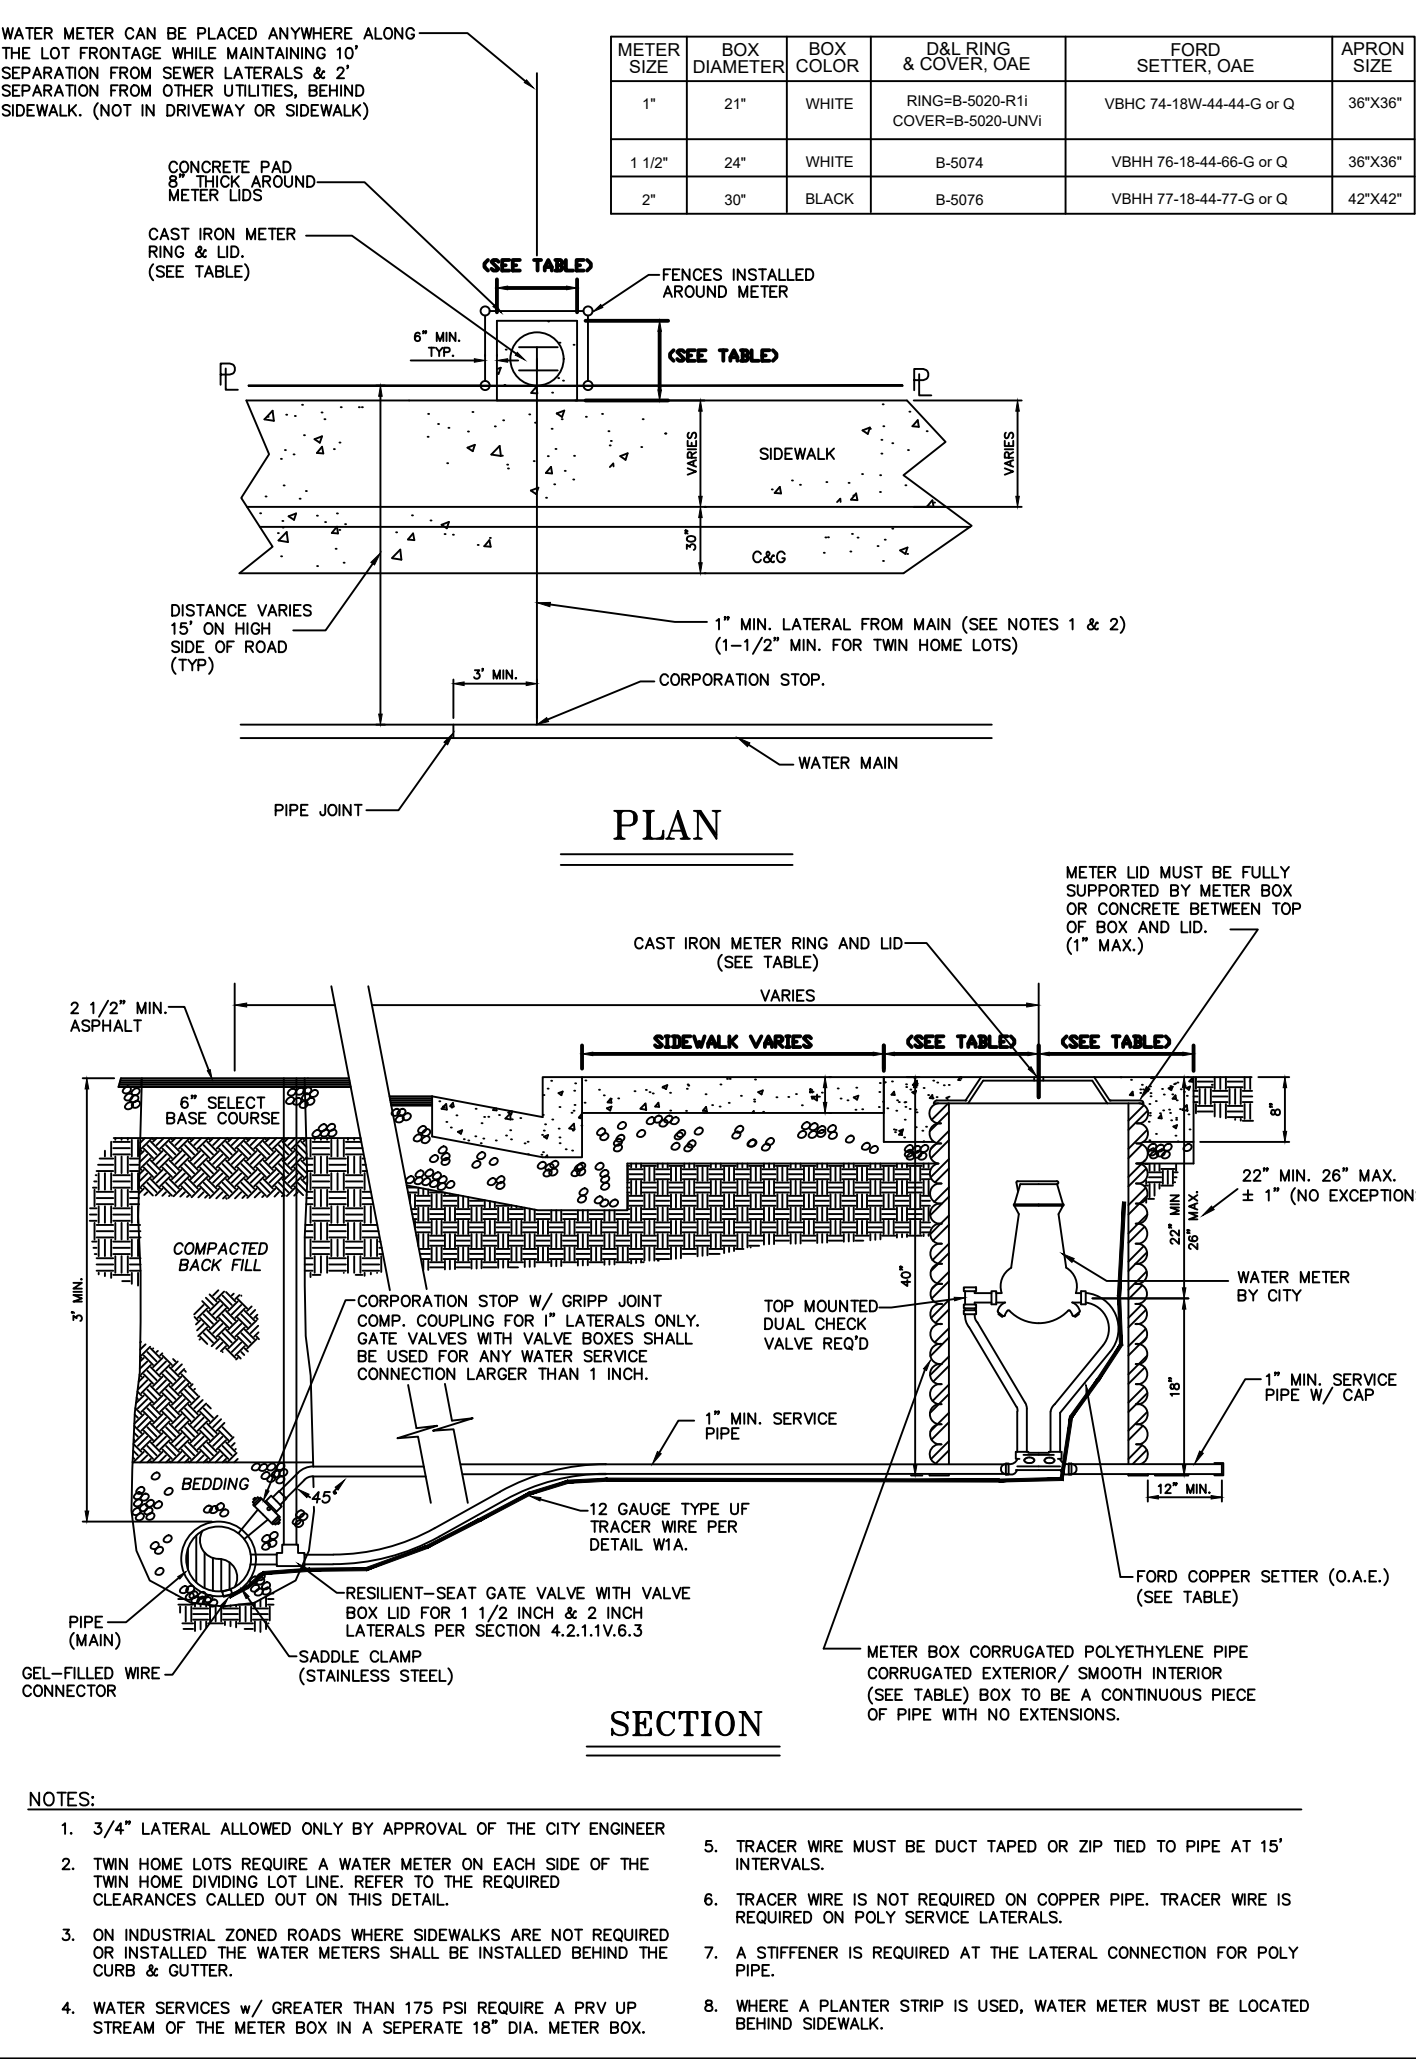 WATER METER CAN BE PLACED ANYWHERE ALONG
THE LOT FRONTAGE WHILE MAINTAINING 10'
SEPARATION FROM SEWER LATERALS & 2'
SEPARATION FROM OTHER UTILITIES, BEHIND
SIDEWALK. (NOT IN DRIVEWAY OR SIDEWALK)
METER SIZE BOX DIAMETER BOX COLOR D&L RING & COVER, OAE FORD SETTER, OAE APRON SIZE
1" 21" WHITE RING=B-5020-R1i COVER=B-5020-UNVi VBHC 74-18W-44-44-G or Q 36"X36"
1 1/2" 24" WHITE B-5074 VBHH 76-18-44-66-G or Q 36"X36"
2" 30" BLACK B-5076 VBHH 77-18-44-77-G or Q 42"X42"
CONCRETE PAD
8" THICK AROUND
METER LIDS
CAST IRON METER
RING & LID.
(SEE TABLE)
(SEE TABLE)
FENCES INSTALLED
AROUND METER
6" MIN.
TYP.
(SEE TABLE)
PL
PL
VARIES
SIDEWALK
VARIES
30"
C&G
DISTANCE VARIES
15' ON HIGH
SIDE OF ROAD
(TYP)
1" MIN. LATERAL FROM MAIN (SEE NOTES 1 & 2)
(1-1/2" MIN. FOR TWIN HOME LOTS)
3' MIN.
CORPORATION STOP.
WATER MAIN
PIPE JOINT
PLAN
METER LID MUST BE FULLY
SUPPORTED BY METER BOX
OR CONCRETE BETWEEN TOP
OF BOX AND LID.
(1" MAX.)
CAST IRON METER RING AND LID
(SEE TABLE)
VARIES
2 1/2" MIN.
ASPHALT
SIDEWALK VARIES
(SEE TABLE)
(SEE TABLE)
6" SELECT
BASE COURSE
4"
8"
22" MIN. 26" MAX.
± 1" (NO EXCEPTION
22" MIN
26" MAX.
COMPACTED
BACK FILL
40"
3' MIN.
WATER METER
BY CITY
CORPORATION STOP W/ GRIPP JOINT
COMP. COUPLING FOR I" LATERALS ONLY.
GATE VALVES WITH VALVE BOXES SHALL
BE USED FOR ANY WATER SERVICE
CONNECTION LARGER THAN 1 INCH.
TOP MOUNTED
DUAL CHECK
VALVE REQ'D
18"
1" MIN. SERVICE
PIPE W/ CAP
1" MIN. SERVICE
PIPE
BEDDING
45°
12" MIN.
12 GAUGE TYPE UF
TRACER WIRE PER
DETAIL W1A.
FORD COPPER SETTER (O.A.E.)
(SEE TABLE)
RESILIENT-SEAT GATE VALVE WITH VALVE
BOX LID FOR 1 1/2 INCH & 2 INCH
LATERALS PER SECTION 4.2.1.1V.6.3
PIPE
(MAIN)
SADDLE CLAMP
(STAINLESS STEEL)
GEL-FILLED WIRE
CONNECTOR
METER BOX CORRUGATED POLYETHYLENE PIPE
CORRUGATED EXTERIOR/ SMOOTH INTERIOR
(SEE TABLE) BOX TO BE A CONTINUOUS PIECE
OF PIPE WITH NO EXTENSIONS.
SECTION
NOTES:
1. 3/4" LATERAL ALLOWED ONLY BY APPROVAL OF THE CITY ENGINEER
2. TWIN HOME LOTS REQUIRE A WATER METER ON EACH SIDE OF THE
TWIN HOME DIVIDING LOT LINE. REFER TO THE REQUIRED
CLEARANCES CALLED OUT ON THIS DETAIL.
3. ON INDUSTRIAL ZONED ROADS WHERE SIDEWALKS ARE NOT REQUIRED
OR INSTALLED THE WATER METERS SHALL BE INSTALLED BEHIND THE
CURB & GUTTER.
4. WATER SERVICES w/ GREATER THAN 175 PSI REQUIRE A PRV UP
STREAM OF THE METER BOX IN A SEPERATE 18" DIA. METER BOX.
5. TRACER WIRE MUST BE DUCT TAPED OR ZIP TIED TO PIPE AT 15'
INTERVALS.
6. TRACER WIRE IS NOT REQUIRED ON COPPER PIPE. TRACER WIRE IS
REQUIRED ON POLY SERVICE LATERALS.
7. A STIFFENER IS REQUIRED AT THE LATERAL CONNECTION FOR POLY
PIPE.
8. WHERE A PLANTER STRIP IS USED, WATER METER MUST BE LOCATED
BEHIND SIDEWALK.